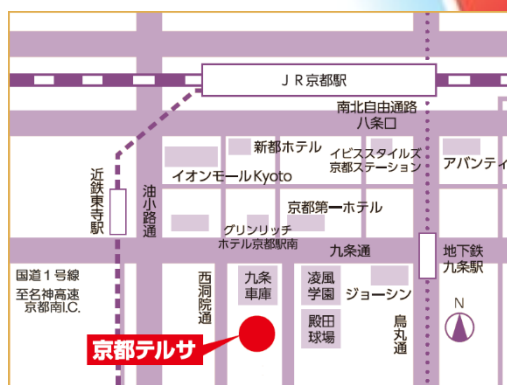 JR京都駅
南北自由通路
八条口
新都ホテル
イビススタイルズ
京都ステーション
アバンティ
イオンモールKyoto
近鉄東寺駅
油小路通
京都第一ホテル
グリンリッチ
ホテル京都駅南
九条通
地下鉄
九条駅
国道1号線
至名神高速
京都南I.C.
西洞院通
九条
車庫
凌風
学園
ジョーシン
殿田
球場
烏丸通
N
京都テルサ